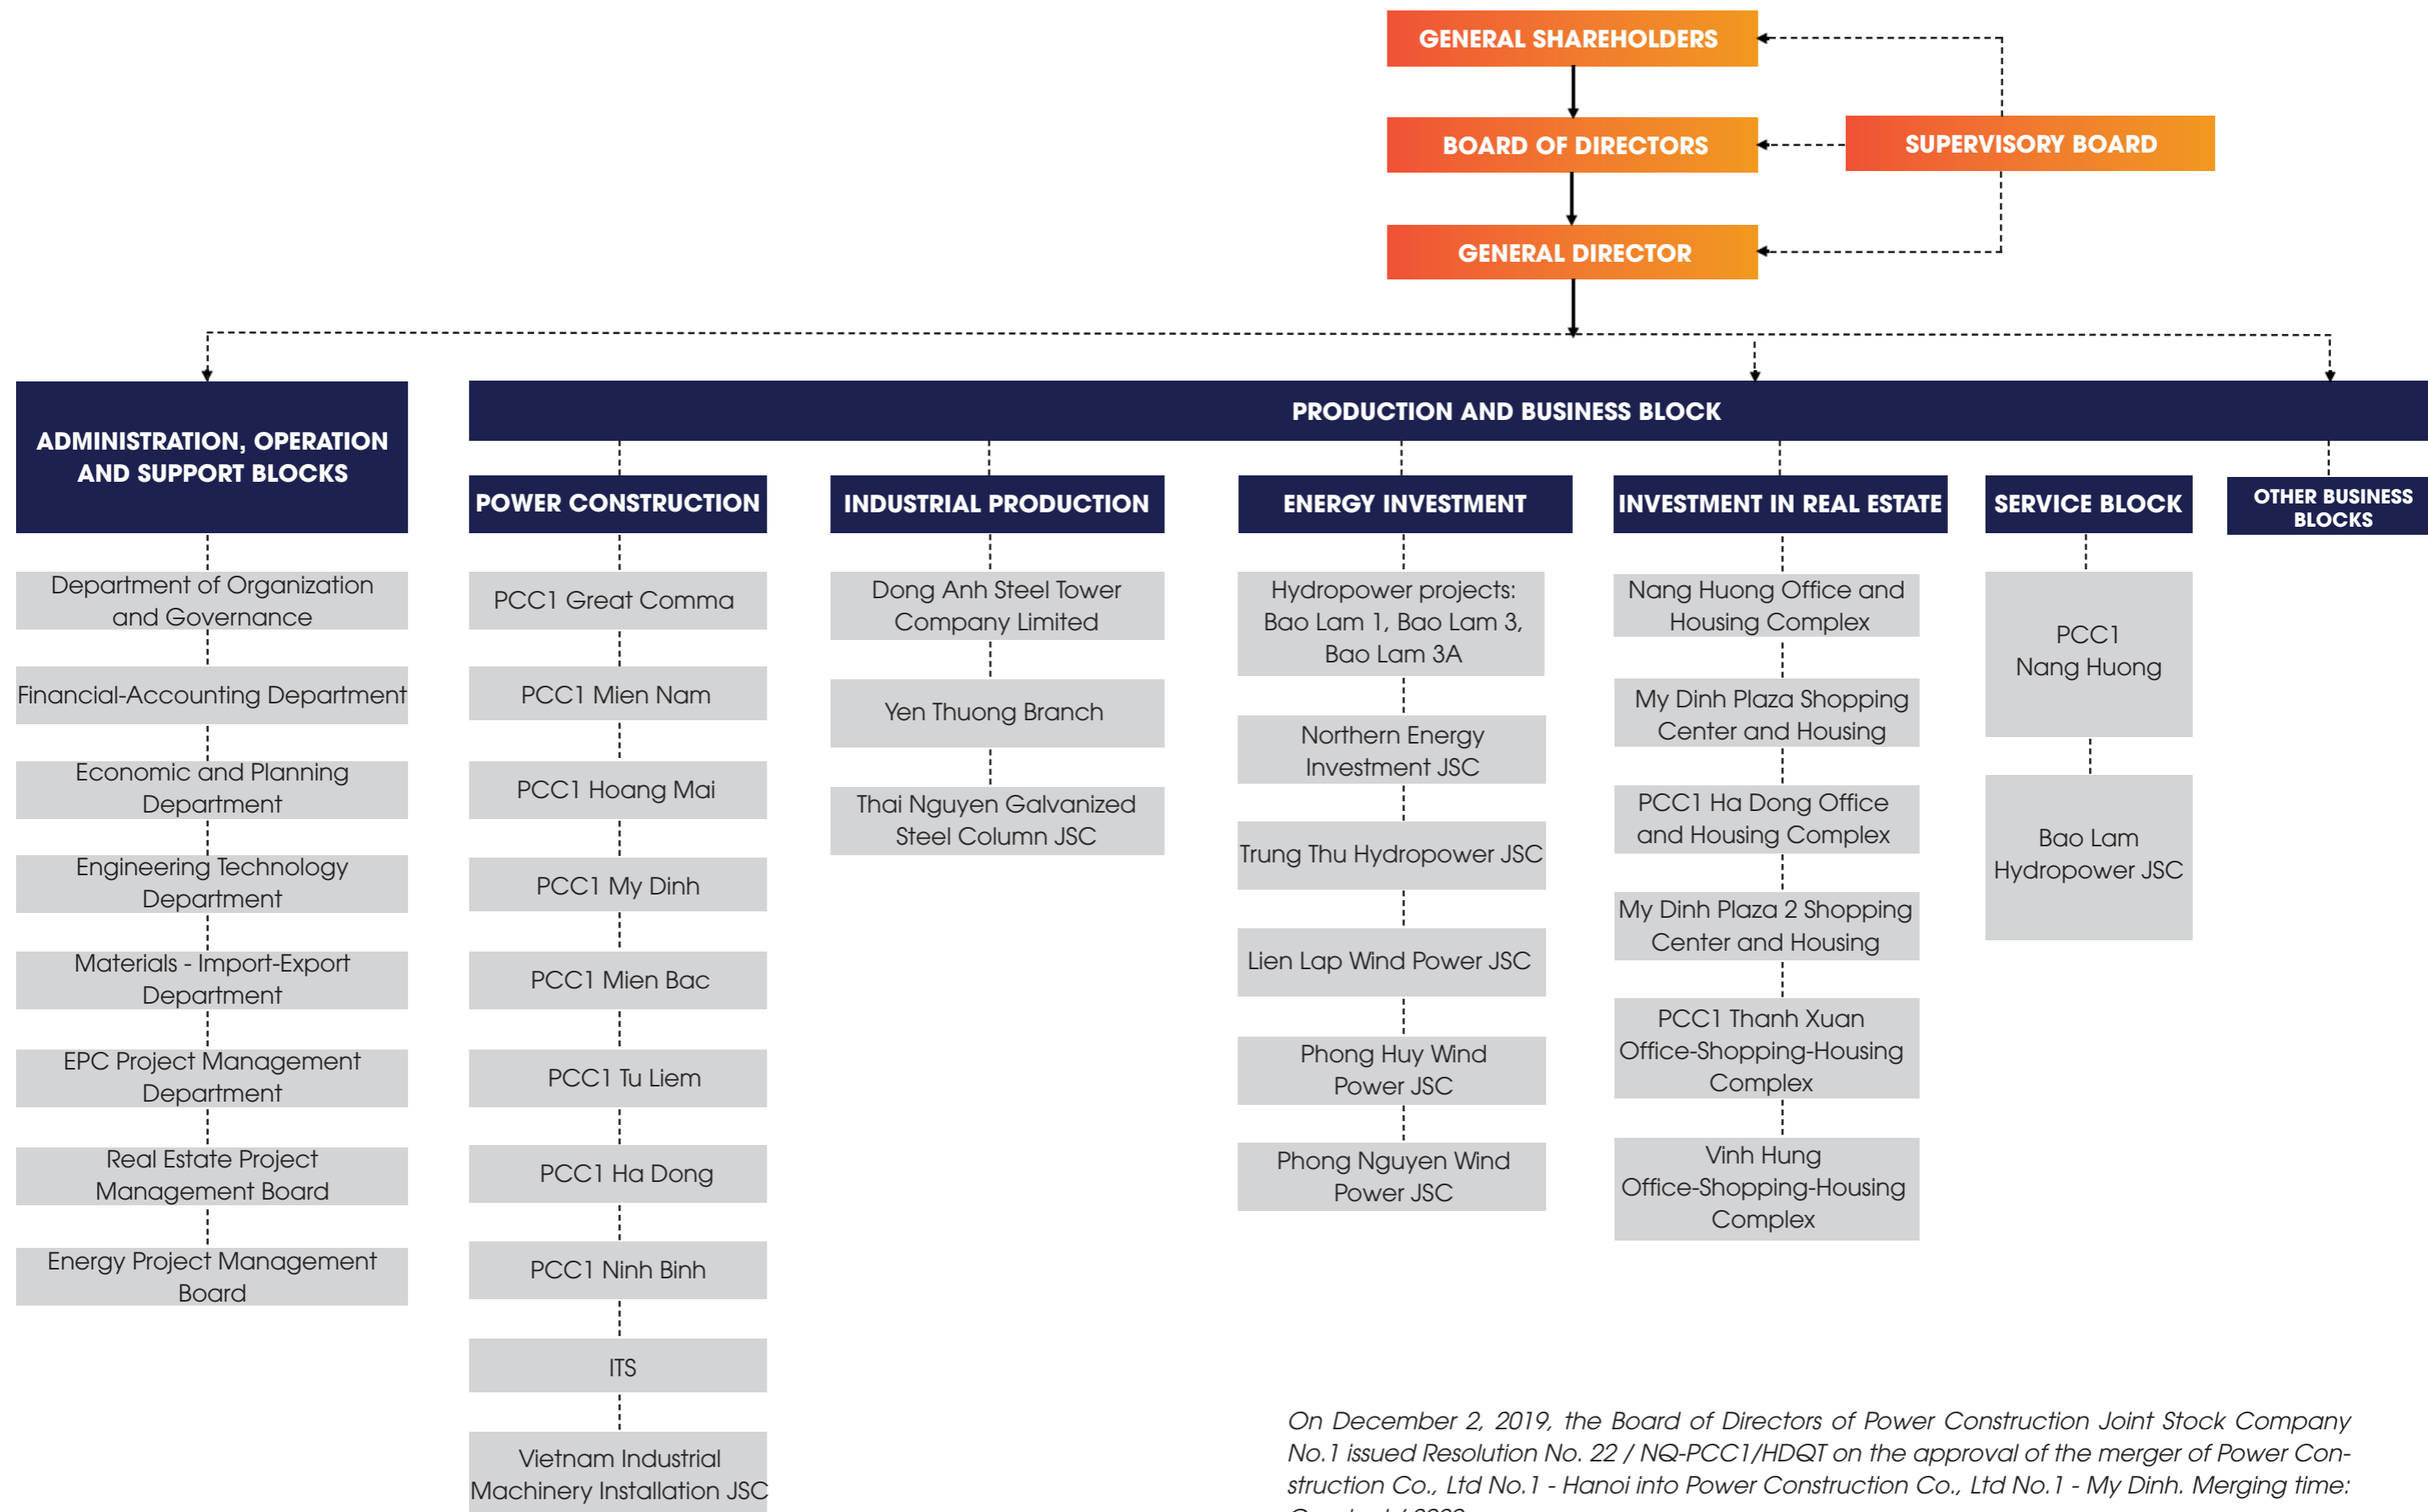 GENERAL SHAREHOLDERS
BOARD OF DIRECTORS
SUPERVISORY BOARD
GENERAL DIRECTOR
ADMINISTRATION, OPERATION
AND SUPPORT BLOCKS
PRODUCTION AND BUSINESS BLOCK
POWER CONSTRUCTION
INDUSTRIAL PRODUCTION
ENERGY INVESTMENT
INVESTMENT IN REAL ESTATE
SERVICE BLOCK
OTHER BUSINESS
BLOCKS
Department of Organization
and Governance
Financial-Accounting Department
Economic and Planning
Department
Engineering Technology
Department
Materials - Import-Export
Department
EPC Project Management
Department
Real Estate Project
Management Board
Energy Project Management
Board
PCC1 Great Comma
PCC1 Mien Nam
PCC1 Hoang Mai
PCC1 My Dinh
PCC1 Mien Bac
PCC1 Tu Liem
PCC1 Ha Dong
PCC1 Ninh Binh
ITS
Vietnam Industrial
Machinery Installation JSC
Dong Anh Steel Tower
Company Limited
Yen Thuong Branch
Thai Nguyen Galvanized
Steel Column JSC
Hydropower projects:
Bao Lam 1, Bao Lam 3,
Bao Lam 3A
Northern Energy
Investment JSC
Trung Thu Hydropower JSC
Lien Lap Wind Power JSC
Phong Huy Wind
Power JSC
Phong Nguyen Wind
Power JSC
Nang Huong Office and
Housing Complex
My Dinh Plaza Shopping
Center and Housing
PCC1 Ha Dong Office
and Housing Complex
My Dinh Plaza 2 Shopping
Center and Housing
PCC1 Thanh Xuan
Office-Shopping-Housing
Complex
Vinh Hung
Office-Shopping-Housing
Complex
PCC1
Nang Huong
Bao Lam
Hydropower JSC
On December 2, 2019, the Board of Directors of Power Construction Joint Stock Company
No.1 issued Resolution No. 22 / NQ-PCC1/HDQT on the approval of the merger of Power Con-
struction Co., Ltd No.1 - Hanoi into Power Construction Co., Ltd No.1 - My Dinh. Merging time: